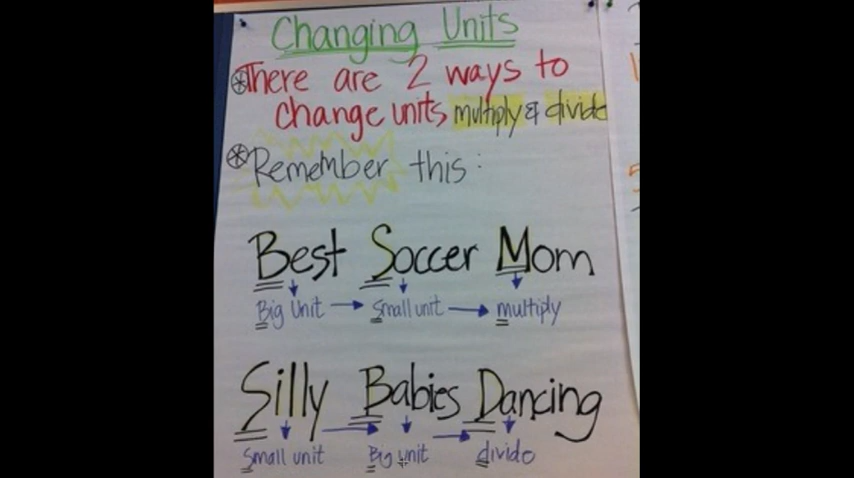 Changing Units
There are 2 ways to
change units multiply & divide
Remember this:
Best Soccer Mom
Big Unit → Small unit → multiply
Silly Babies Dancing
Small unit Big unit divide